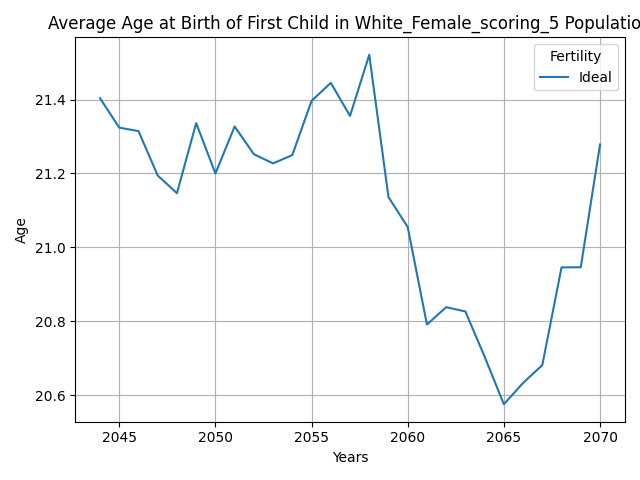 Average Age at Birth of First Child in White_Female_scoring_5 Populatio
Fertility
Ideal
Age
21.4
21.2
21.0
20.8
20.6
2045 2050 2055 2060 2065 2070
Years